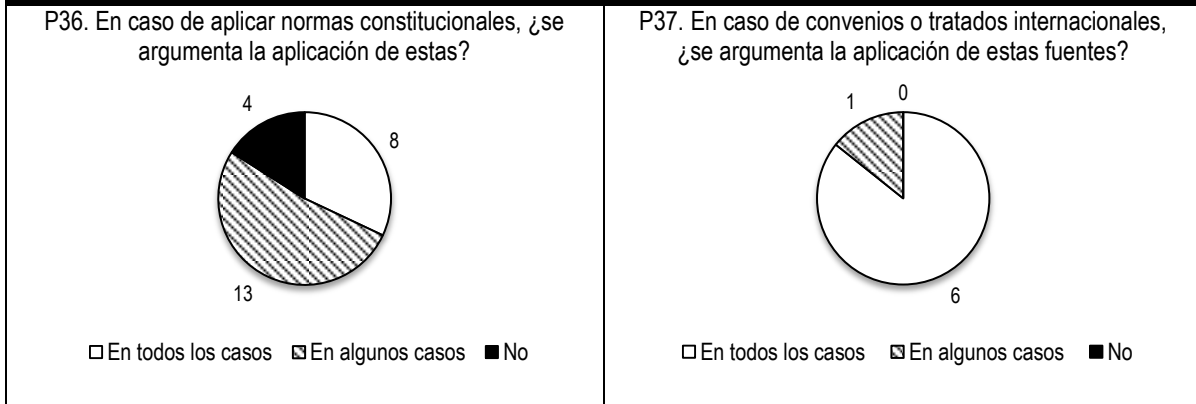 P36. En caso de aplicar normas constitucionales, ¿se
argumenta la aplicación de estas?
4
8
13
En todos los casos En algunos casos No
P37. En caso de convenios o tratados internacionales,
¿se argumenta la aplicación de estas fuentes?
1
0
6
En todos los casos En algunos casos No